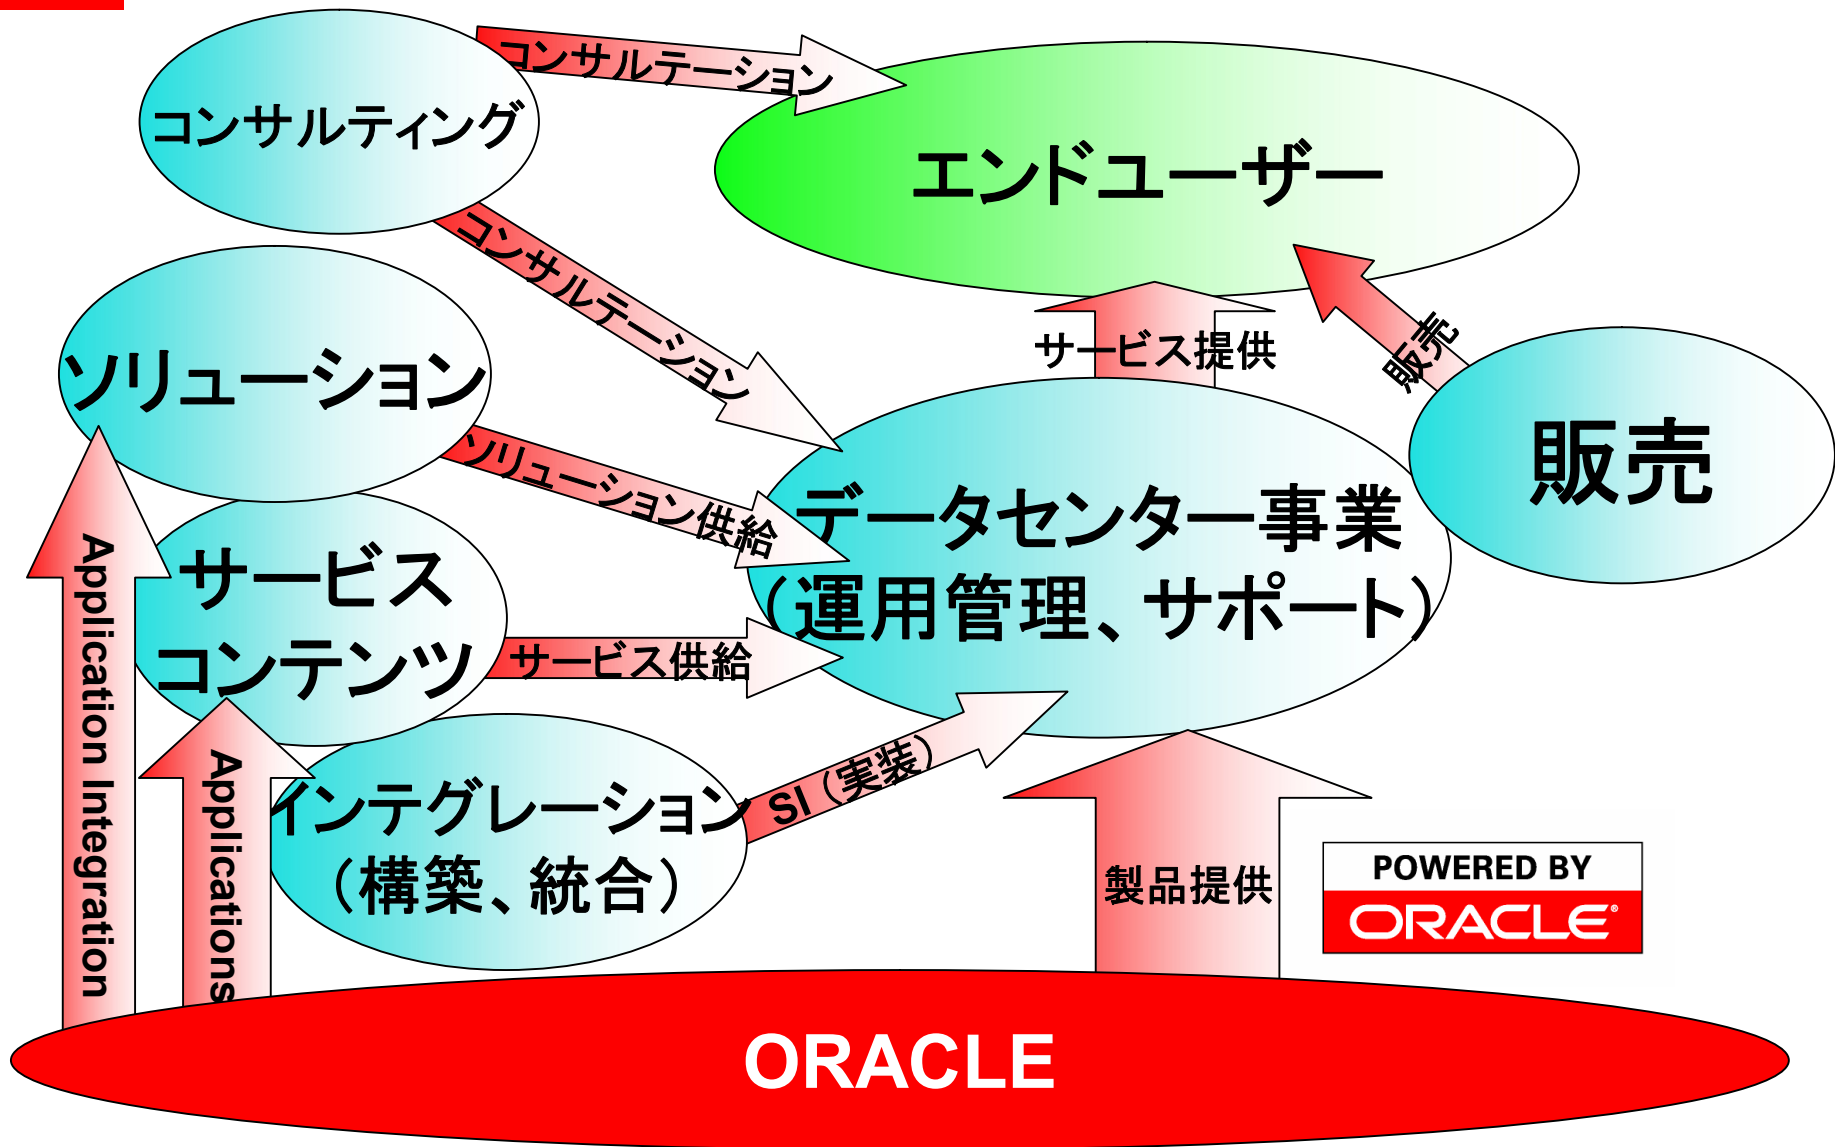 コンサルテーション
コンサルティング
エンドユーザー
コンサルテーション
サービス提供
販売
ソリューション
販売
ソリューション供給
データセンター事業
（運用管理、サポート）
サービス
コンテンツ
サービス供給
Application Integration
Applications
インテグレーション
（構築、統合）
SI（実装）
製品提供
POWERED BY
ORACLE®
ORACLE